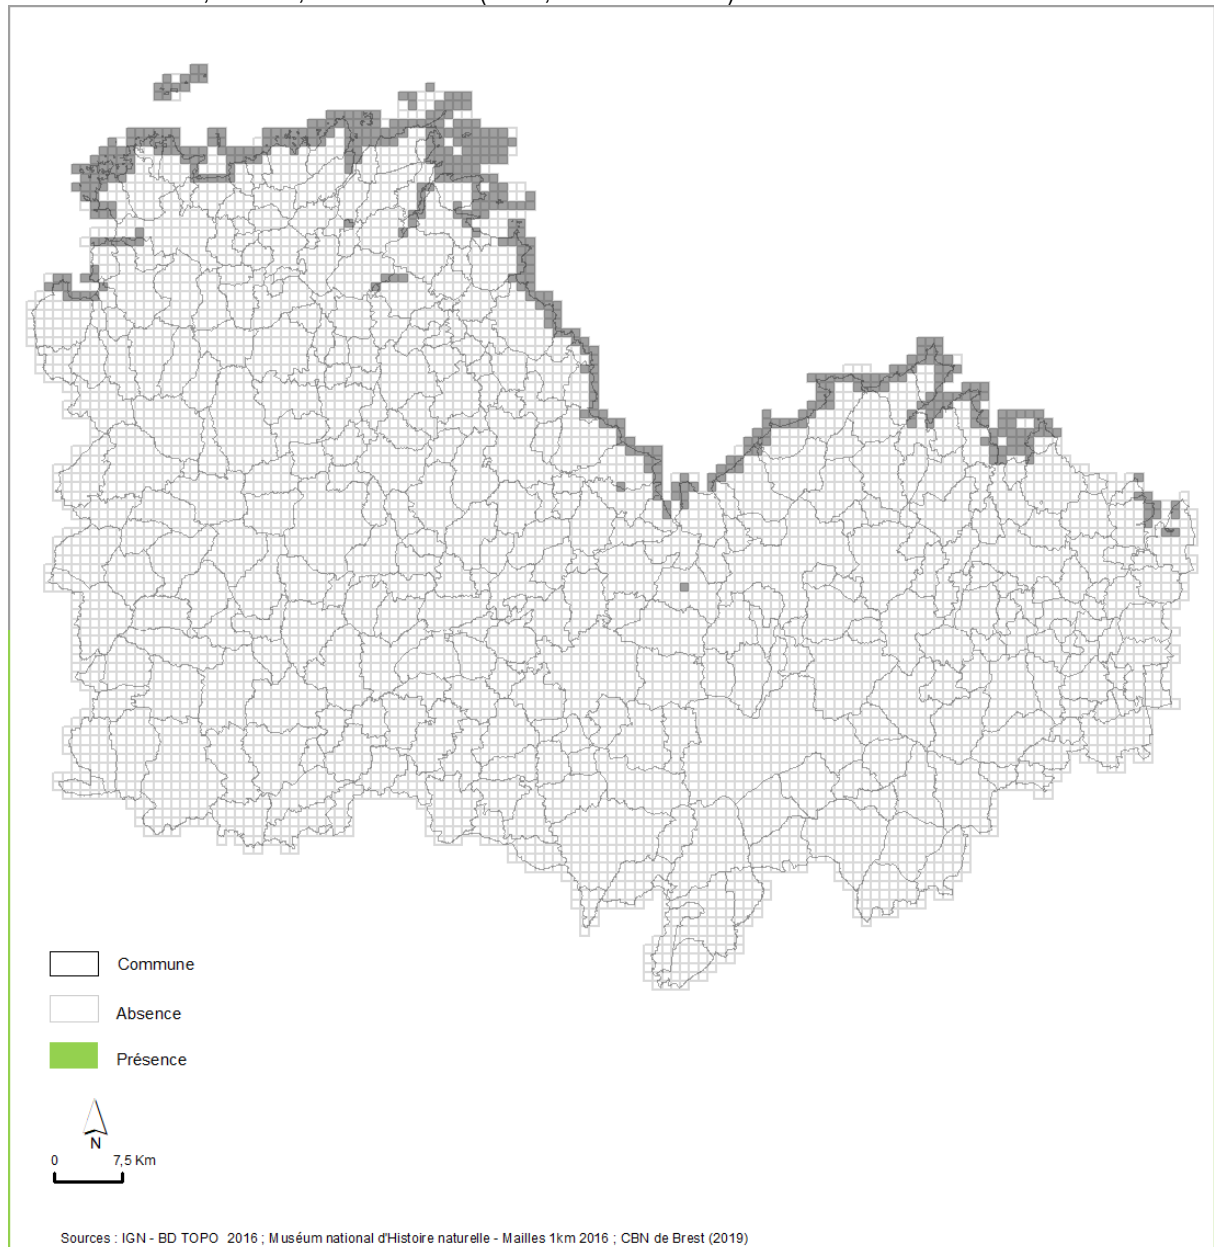 Commune
Absence
Présence
N
0 7,5 Km
Sources : IGN - BD TOPO 2016 ; Muséum national d'Histoire naturelle - Mailles 1km 2016 ; CBN de Brest (2019)